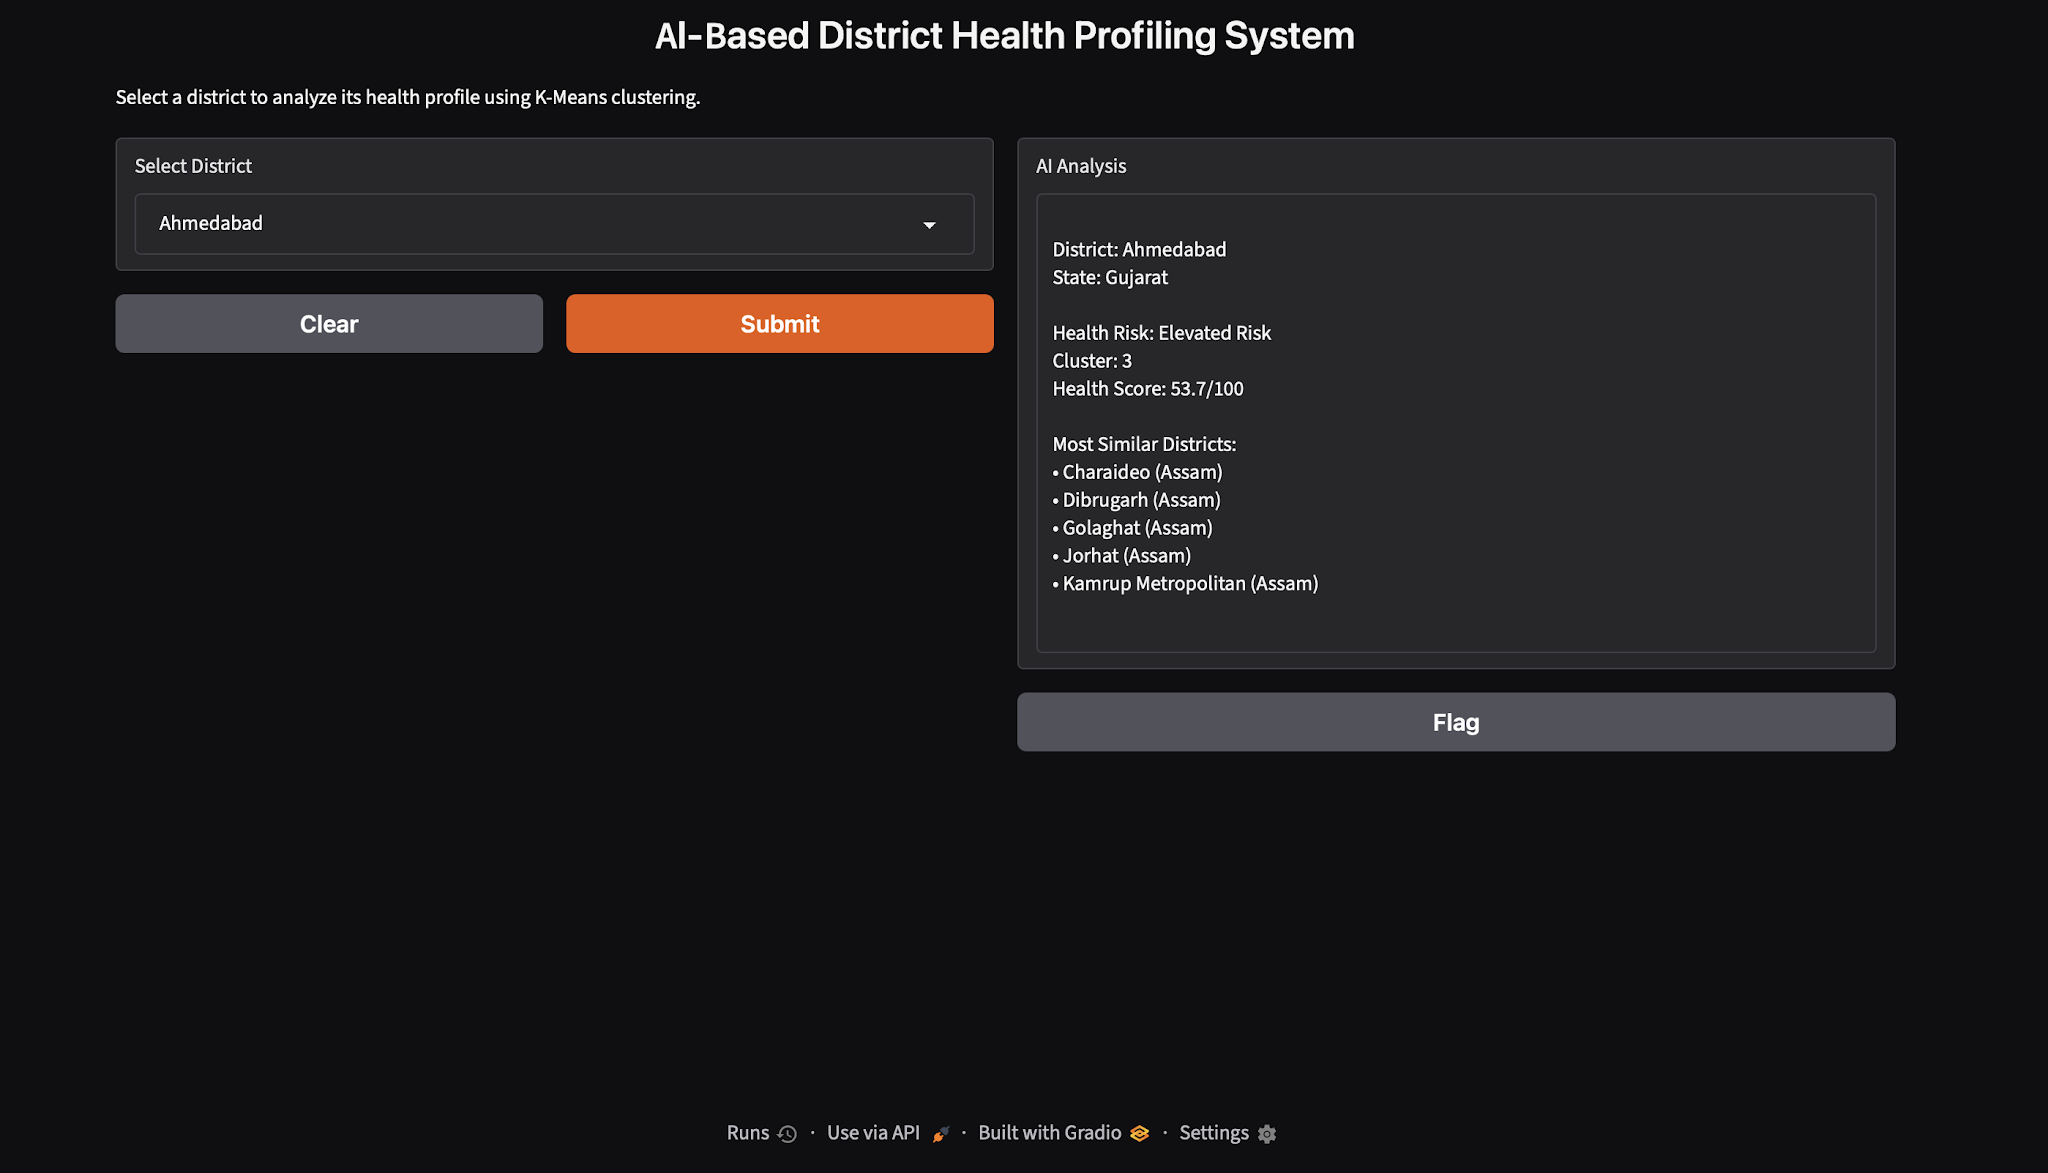 AI-Based District Health Profiling System
Select a district to analyze its health profile using K-Means clustering.
Select District
Ahmedabad
Clear
Submit
AI Analysis
District: Ahmedabad
State: Gujarat
Health Risk: Elevated Risk
Cluster: 3
Health Score: 53.7/100
Most Similar Districts:
• Charaideo (Assam)
• Dibrugarh (Assam)
• Golaghat (Assam)
• Jorhat (Assam)
• Kamrup Metropolitan (Assam)
Flag
Runs · Use via API · Built with Gradio · Settings